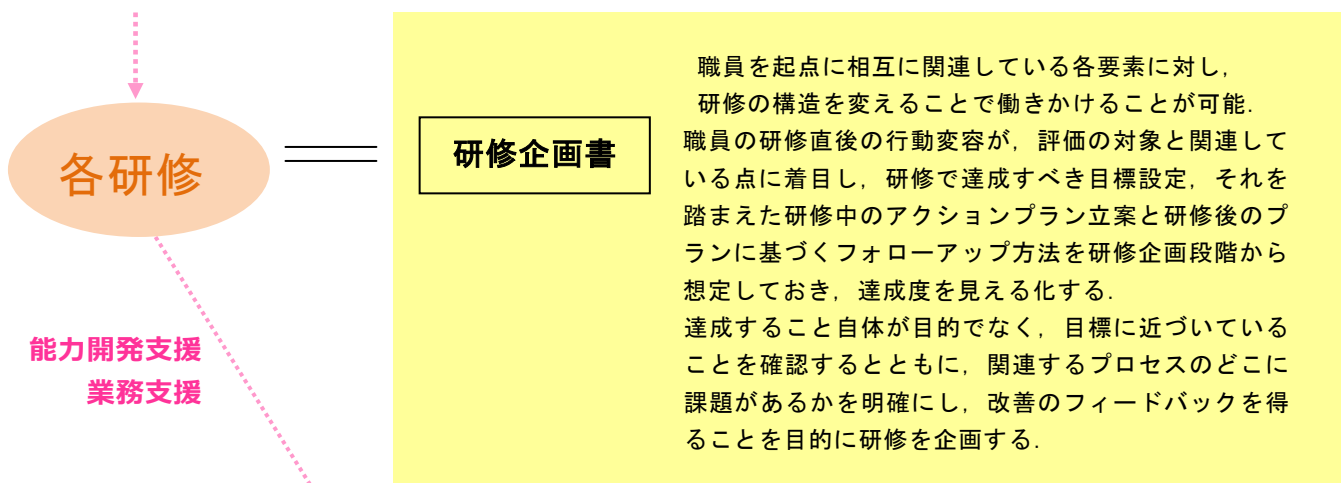 各研修
能力開発支援
業務支援
研修企画書
職員を起点に相互に関連している各要素に対し,
研修の構造を変えることで働きかけることが可能.
職員の研修直後の行動変容が, 評価の対象と関連して
いる点に着目し, 研修で達成すべき目標設定, それを
踏まえた研修中のアクションプラン立案と研修後のプ
ランに基づくフォローアップ方法を研修企画段階から
想定しておき, 達成度を見える化する.
達成すること自体が目的でなく, 目標に近づいている
ことを確認するとともに, 関連するプロセスのどこに
課題があるかを明確にし, 改善のフィードバックを得
ることを目的に研修を企画する.